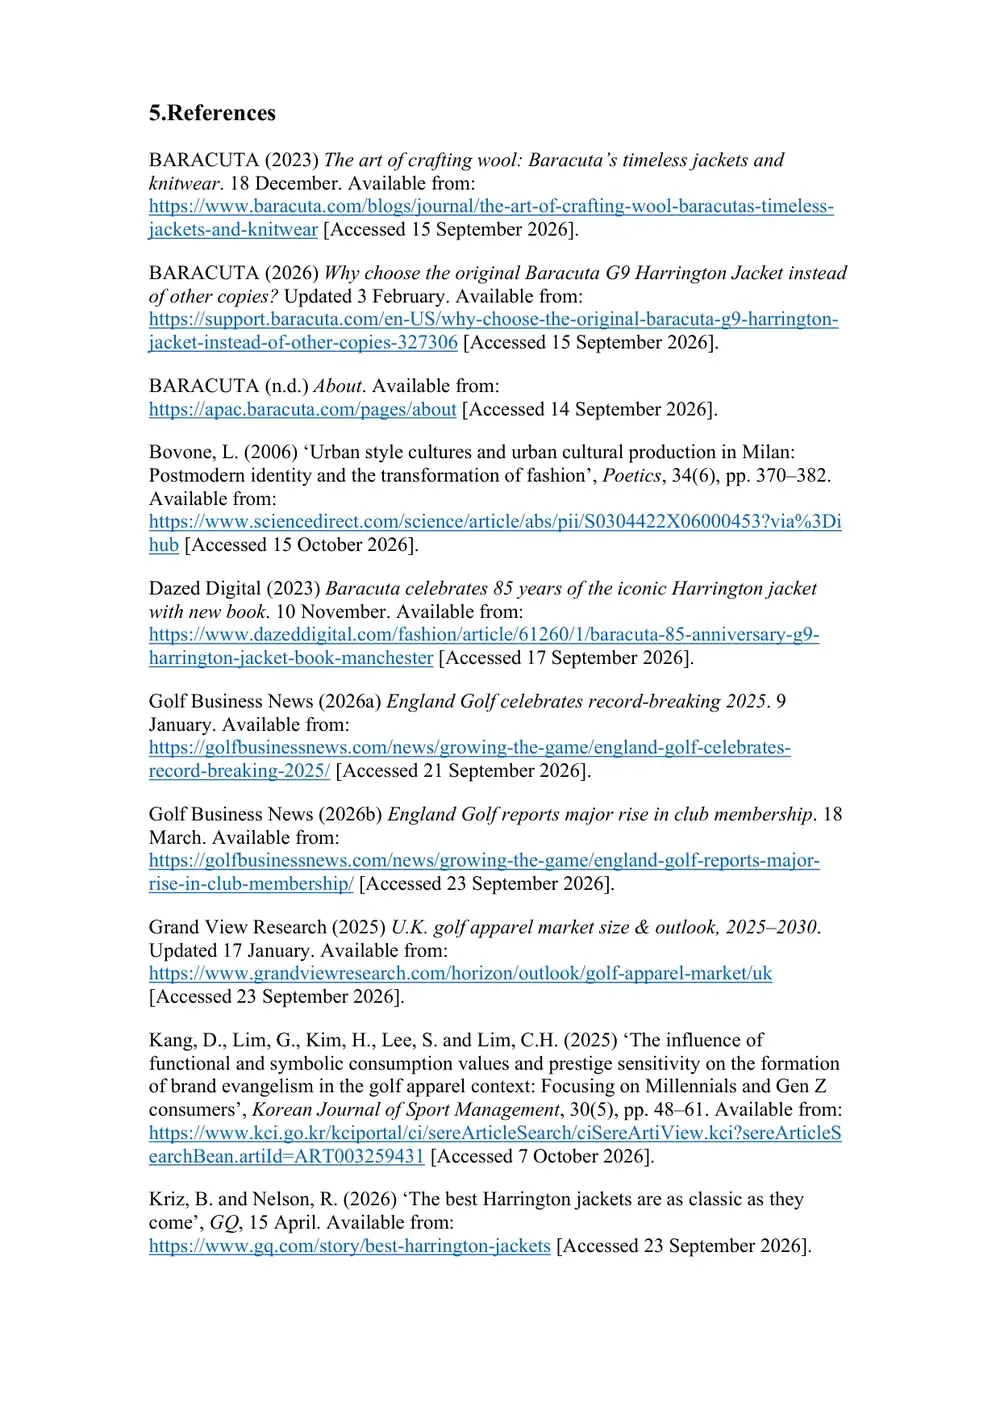 5.References
BARACUTA (2023) The art of crafting wool: Baracuta’s timeless jackets and
knitwear. 18 December. Available from:
https://www.baracuta.com/blogs/journal/the-art-of-crafting-wool-baracutas-timeless-
jackets-and-knitwear [Accessed 15 September 2026].
BARACUTA (2026) Why choose the original Baracuta G9 Harrington Jacket instead
of other copies? Updated 3 February. Available from:
https://support.baracuta.com/en-US/why-choose-the-original-baracuta-g9-harrington-
jacket-instead-of-other-copies-327306 [Accessed 15 September 2026].
BARACUTA (n.d.) About. Available from:
https://apac.baracuta.com/pages/about [Accessed 14 September 2026].
Bovone, L. (2006) ‘Urban style cultures and urban cultural production in Milan:
Postmodern identity and the transformation of fashion’, Poetics, 34(6), pp. 370–382.
Available from:
https://www.sciencedirect.com/science/article/abs/pii/S0304422X06000453?via%3Di
hub [Accessed 15 October 2026].
Dazed Digital (2023) Baracuta celebrates 85 years of the iconic Harrington jacket
with new book. 10 November. Available from:
https://www.dazeddigital.com/fashion/article/61260/1/baracuta-85-anniversary-g9-
harrington-jacket-book-manchester [Accessed 17 September 2026].
Golf Business News (2026a) England Golf celebrates record-breaking 2025. 9
January. Available from:
https://golfbusinessnews.com/news/growing-the-game/england-golf-celebrates-
record-breaking-2025/ [Accessed 21 September 2026].
Golf Business News (2026b) England Golf reports major rise in club membership. 18
March. Available from:
https://golfbusinessnews.com/news/growing-the-game/england-golf-reports-major-
rise-in-club-membership/ [Accessed 23 September 2026].
Grand View Research (2025) U.K. golf apparel market size & outlook, 2025–2030.
Updated 17 January. Available from:
https://www.grandviewresearch.com/horizon/outlook/golf-apparel-market/uk
[Accessed 23 September 2026].
Kang, D., Lim, G., Kim, H., Lee, S. and Lim, C.H. (2025) ‘The influence of
functional and symbolic consumption values and prestige sensitivity on the formation
of brand evangelism in the golf apparel context: Focusing on Millennials and Gen Z
consumers’, Korean Journal of Sport Management, 30(5), pp. 48–61. Available from:
https://www.kci.go.kr/kciportal/ci/sereArticleSearch/ciSereArtiView.kci?sereArticleS
earchBean.artiId=ART003259431 [Accessed 7 October 2026].
Kriz, B. and Nelson, R. (2026) ‘The best Harrington jackets are as classic as they
come’, GQ, 15 April. Available from:
https://www.gq.com/story/best-harrington-jackets [Accessed 23 September 2026].